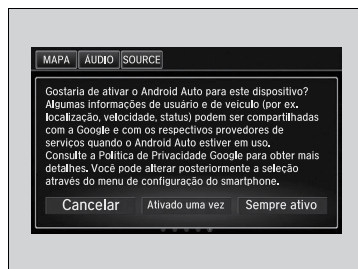 MAPA ÁUDIO SOURCE
Gostaria de ativar o Android Auto para este dispositivo?
Algumas informações de usuário e de veículo (por ex.
localização, velocidade, status) podem ser compartilhadas
com a Google e com os respectivos provedores de
serviços quando o Android Auto estiver em uso.
Consulte a Política de Privacidade Google para obter mais
detalhes. Você pode alterar posteriormente a seleção
através do menu de configuração do smartphone.
Cancelar Ativado uma vez Sempre ativo